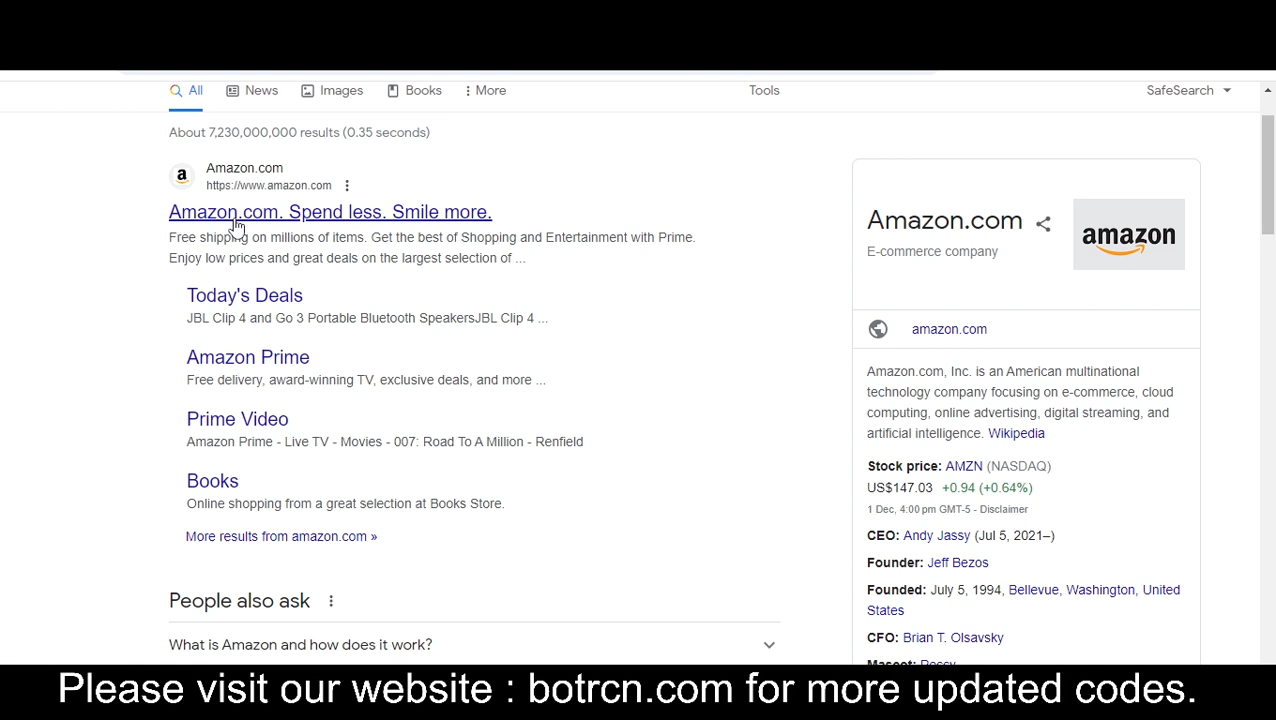 All News Images Books More Tools SafeSearch
About 7,230,000,000 results (0.35 seconds)
a
Amazon.com
https://www.amazon.com
Amazon.com. Spend less. Smile more.
Free shipping on millions of items. Get the best of Shopping and Entertainment with Prime.
Enjoy low prices and great deals on the largest selection of ...
Today's Deals
JBL Clip 4 and Go 3 Portable Bluetooth SpeakersJBL Clip 4 ...
Amazon Prime
Free delivery, award-winning TV, exclusive deals, and more ...
Prime Video
Amazon Prime - Live TV - Movies - 007: Road To A Million - Renfield
Books
Online shopping from a great selection at Books Store.
More results from amazon.com »
People also ask
What is Amazon and how does it work?
Amazon.com
E-commerce company
amazon
amazon.com
Amazon.com, Inc. is an American multinational
technology company focusing on e-commerce, cloud
computing, online advertising, digital streaming, and
artificial intelligence. Wikipedia
Stock price: AMZN (NASDAQ)
US$147.03 +0.94 (+0.64%)
1 Dec, 4:00 pm GMT-5 - Disclaimer
CEO: Andy Jassy (Jul 5, 2021–)
Founder: Jeff Bezos
Founded: July 5, 1994, Bellevue, Washington, United
States
CFO: Brian T. Olsavsky
Please visit our website : botrcn.com for more updated codes.